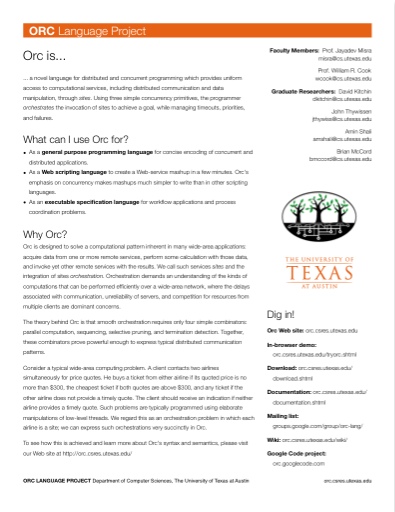 ORC Language Project
Orc is...
... a novel language for distributed and concurrent programming which provides uniform
access to computational services, including distributed communication and data
manipulation, through sites. Using three simple concurrency primitives, the programmer
orchestrates the invocation of sites to achieve a goal, while managing timeouts, priorities,
and failures.
What can I use Orc for?
• As a general purpose programming language for concise encoding of concurrent and
distributed applications.
• As a Web scripting language to create a Web-service mashup in a few minutes. Orc's
emphasis on concurrency makes mashups much simpler to write than in other scripting
languages.
• As an executable specification language for workflow applications and process
coordination problems.
Why Orc?
Orc is designed to solve a computational pattern inherent in many wide-area applications:
acquire data from one or more remote services, perform some calculation with those data,
and invoke yet other remote services with the results. We call such services sites and the
integration of sites orchestration. Orchestration demands an understanding of the kinds of
computations that can be performed efficiently over a wide-area network, where the delays
associated with communication, unreliability of servers, and competition for resources from
multiple clients are dominant concerns.
The theory behind Orc is that smooth orchestration requires only four simple combinators:
parallel computation, sequencing, selective pruning, and termination detection. Together,
these combinators prove powerful enough to express typical distributed communication
patterns.
Consider a typical wide-area computing problem. A client contacts two airlines
simultaneously for price quotes. He buys a ticket from either airline if its quoted price is no
more than $300, the cheapest ticket if both quotes are above $300, and any ticket if the
other airline does not provide a timely quote. The client should receive an indication if neither
airline provides a timely quote. Such problems are typically programmed using elaborate
manipulations of low-level threads. We regard this as an orchestration problem in which each
airline is a site; we can express such orchestrations very succinctly in Orc.
To see how this is achieved and learn more about Orc's syntax and semantics, please visit
our Web site at http://orc.csres.utexas.edu/
Faculty Members: Prof. Jayadev Misra
misra@cs.utexas.edu
Prof. William R. Cook
wcook@cs.utexas.edu
Graduate Researchers: David Kitchin
dkitchin@cs.utexas.edu
John Thywissen
jthywiss@cs.utexas.edu
Amin Shali
amshali@cs.utexas.edu
Brian McCord
bmccord@cs.utexas.edu
THE UNIVERSITY OF
TEXAS
AT AUSTIN
Dig in!
Orc Web site: orc.csres.utexas.edu
In-browser demo:
orc.csres.utexas.edu/tryorc.shtml
Download: orc.csres.utexas.edu/
download.shtml
Documentation: orc.csres.utexas.edu/
documentation.shtml
Mailing list:
groups.google.com/group/orc-lang/
Wiki: orc.csres.utexas.edu/wiki/
Google Code project:
orc.googlecode.com
ORC LANGUAGE PROJECT Department of Computer Sciences, The University of Texas at Austin
orc.csres.utexas.edu